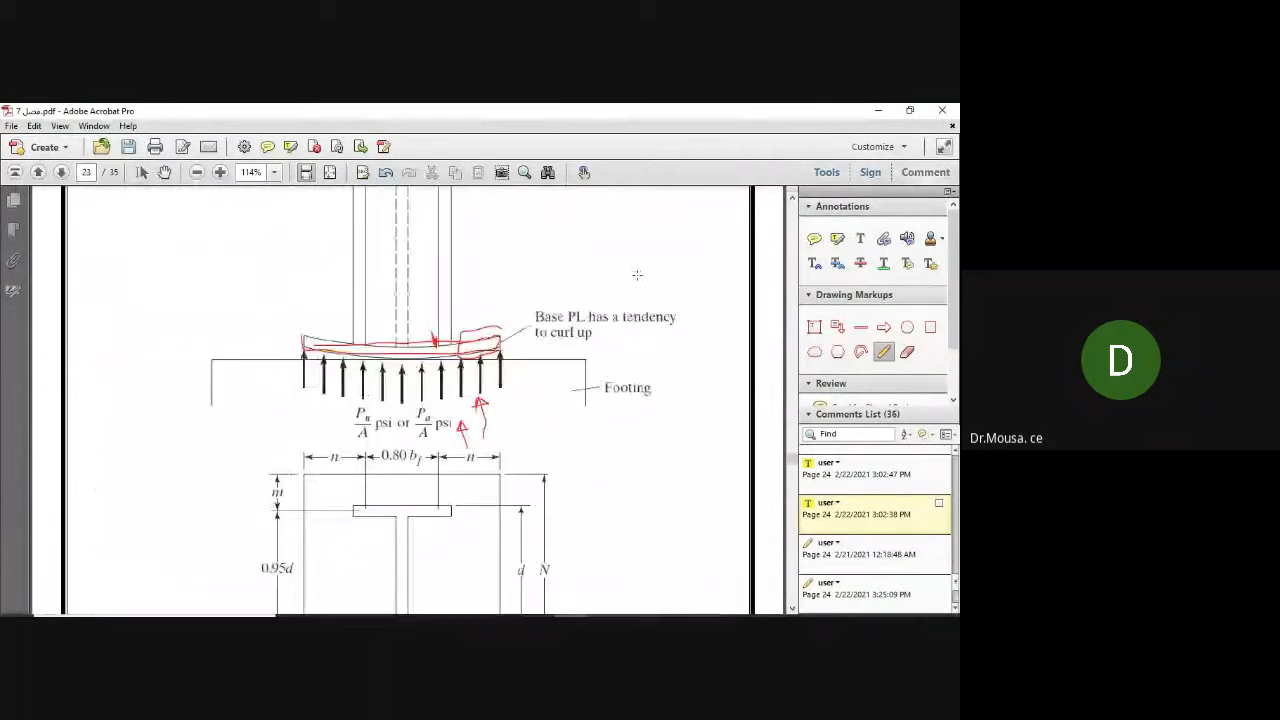 فصل 7.pdf - Adobe Acrobat Pro
File Edit View Window Help
Create
Customize
23 / 35
114%
Tools Sign Comment
Annotations
Drawing Markups
Base PL has a tendency
to curl up
Footing
Pu/A psi or Pa/A psi
n 0.80 bf n
m
0.95d
d N
Review
Comments List (36)
Find
user
Page 24 2/22/2021 3:02:47 PM
user
Page 24 2/22/2021 3:02:38 PM
user
Page 24 2/21/2021 12:18:48 AM
user
Page 24 2/22/2021 3:25:09 PM
D
Dr.Mousa. ce